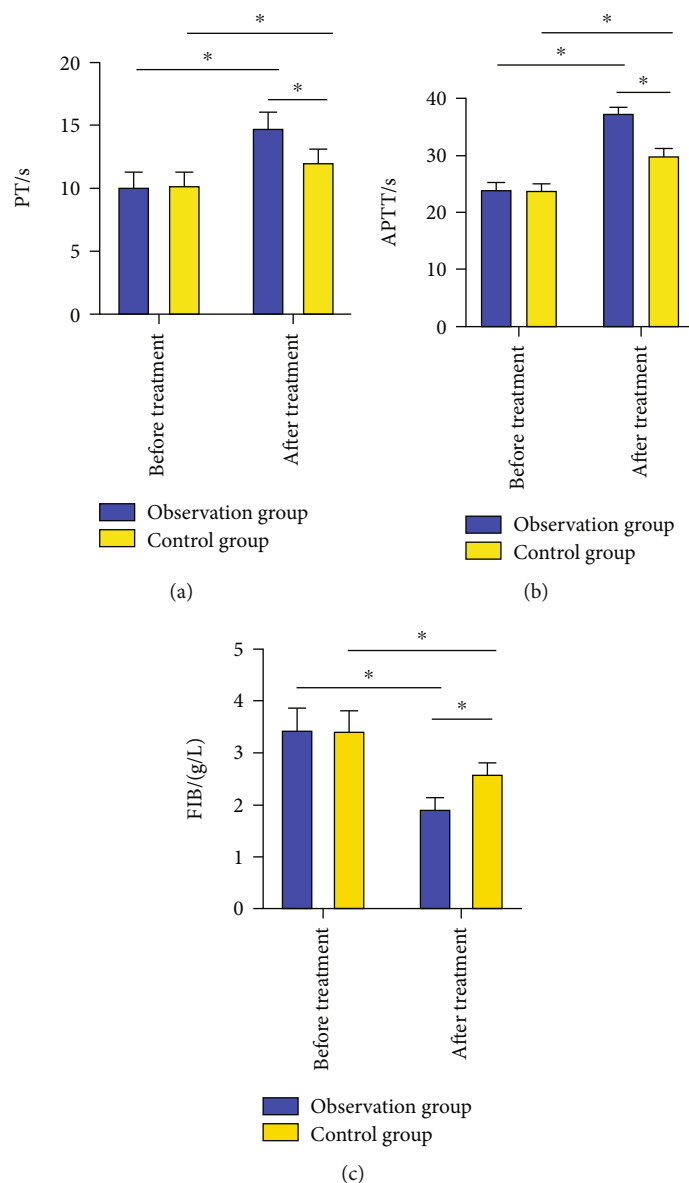 *
*
*
20
15
10
5
0
PT/s
Before treatment
After treatment
Observation group
Control group
(a)
*
*
*
40
30
20
10
0
APTT/s
Before treatment
After treatment
Observation group
Control group
(b)
*
*
*
5
4
3
2
1
0
FIB/(g/L)
Before treatment
After treatment
Observation group
Control group
(c)